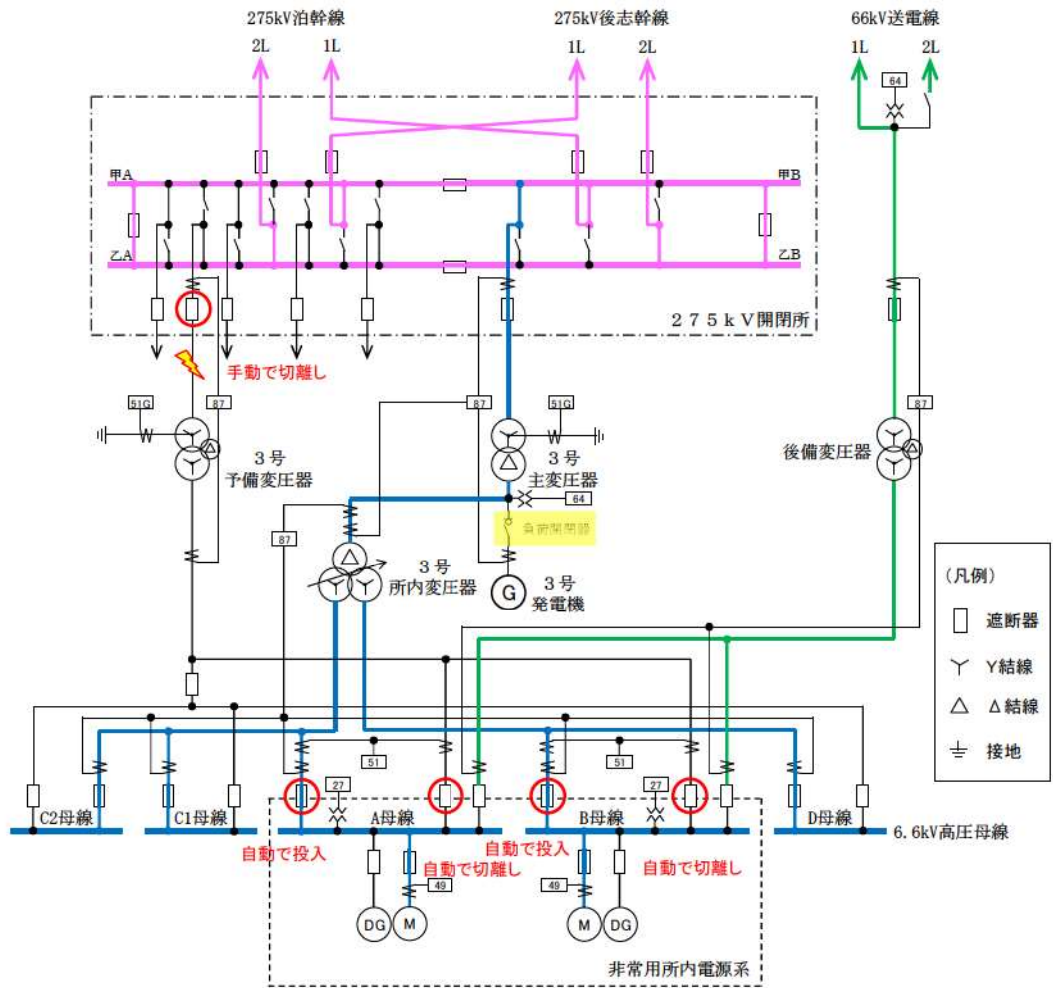 275kV泊幹線
275kV後志幹線
66kV送電線
2L
1L
1L
2L
1L
2L
64
甲A
甲B
乙A
乙B
275kV開閉所
手動で切離し
51G
87
87
51G
87
3号
予備変圧器
3号
主変圧器
後備変圧器
64
負荷開閉器
87
3号
所内変圧器
G
3号
発電機
(凡例)
遮断器
Y結線
Δ結線
接地
51
51
27
27
C2母線
C1母線
A母線
B母線
D母線
6.6kV高圧母線
自動で投入
自動で切離し
自動で投入
自動で切離し
49
49
DG
M
M
DG
非常用所内電源系